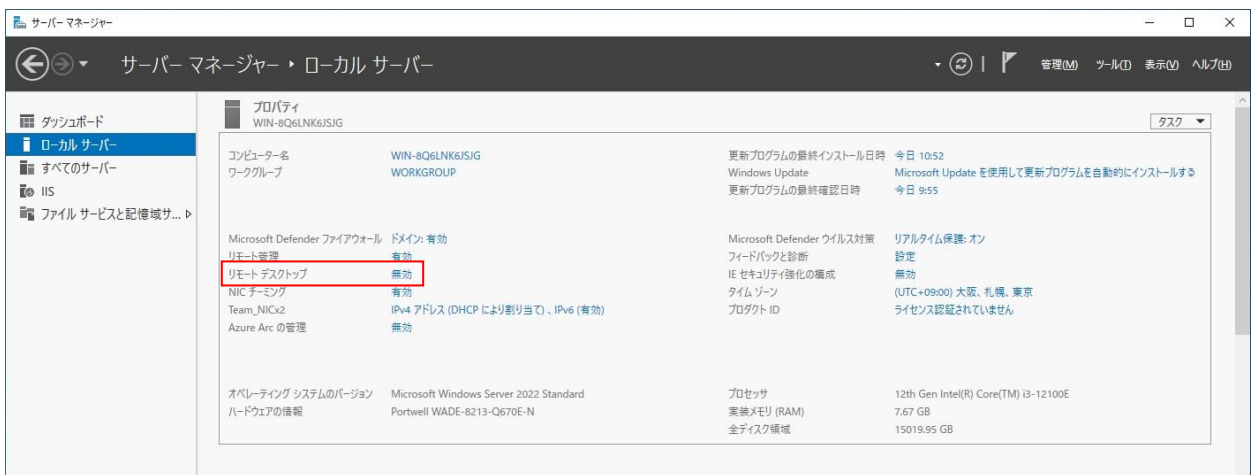 サーバー マネージャー
サーバー マネージャー ・ ローカル サーバー
管理(M) ツール(T) 表示(V) ヘルプ(H)
ダッシュボード
ローカル サーバー
すべてのサーバー
IIS
ファイル サービスと記憶域サ...
プロパティ
WIN-8Q6LNK6JSJG
タスク
コンピューター名 WIN-8Q6LNK6JSJG 更新プログラムの最終インストール日時 今日 10:52
ワークグループ WORKGROUP Windows Update Microsoft Update を使用して更新プログラムを自動的にインストールする
更新プログラムの最終確認日時 今日 9:55
Microsoft Defender ファイアウォール ドメイン: 有効 Microsoft Defender ウイルス対策 リアルタイム保護: オン
リモート管理 有効 フィードバックと診断 設定
リモート デスクトップ 無効 IE セキュリティ強化の構成 無効
NIC チーミング 有効 タイム ゾーン (UTC+09:00) 大阪、札幌、東京
Team_NICx2 IPv4 アドレス (DHCP により割り当て) 、IPv6 (有効) プロダクト ID ライセンス認証されていません
Azure Arc の管理 無効
オペレーティング システムのバージョン Microsoft Windows Server 2022 Standard プロセッサ 12th Gen Intel(R) Core(TM) i3-12100E
ハードウェアの情報 Portwell WADE-8213-Q670E-N 実装メモリ (RAM) 7.67 GB
全ディスク領域 15019.95 GB